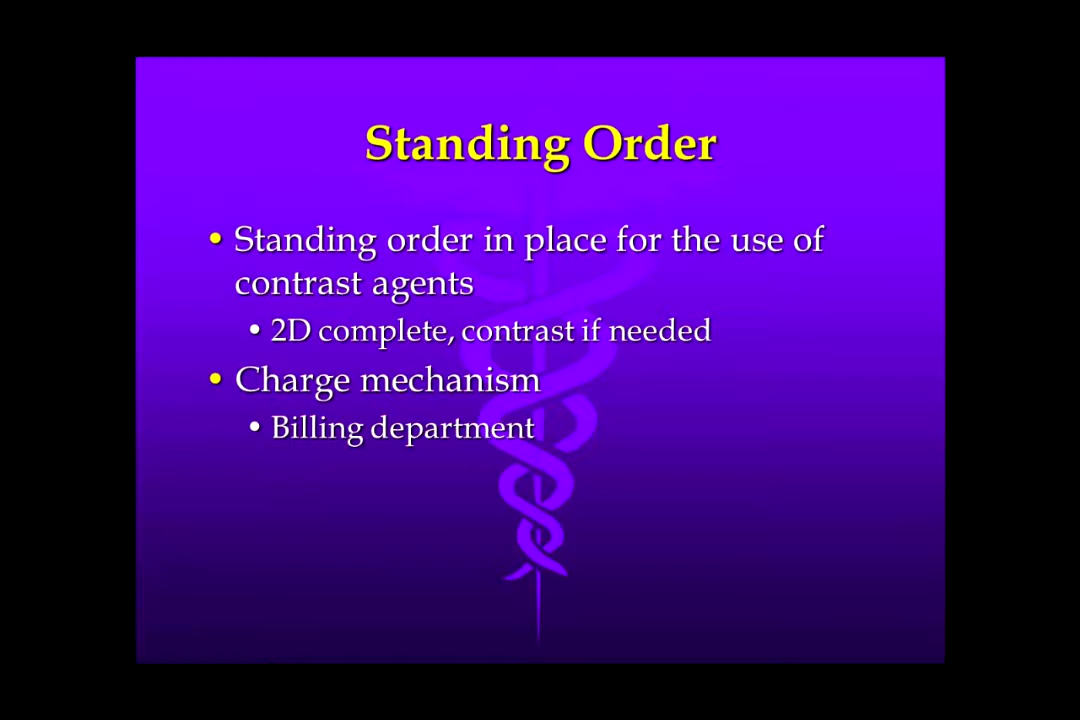 Standing Order
• Standing order in place for the use of
contrast agents
• 2D complete, contrast if needed
• Charge mechanism
• Billing department